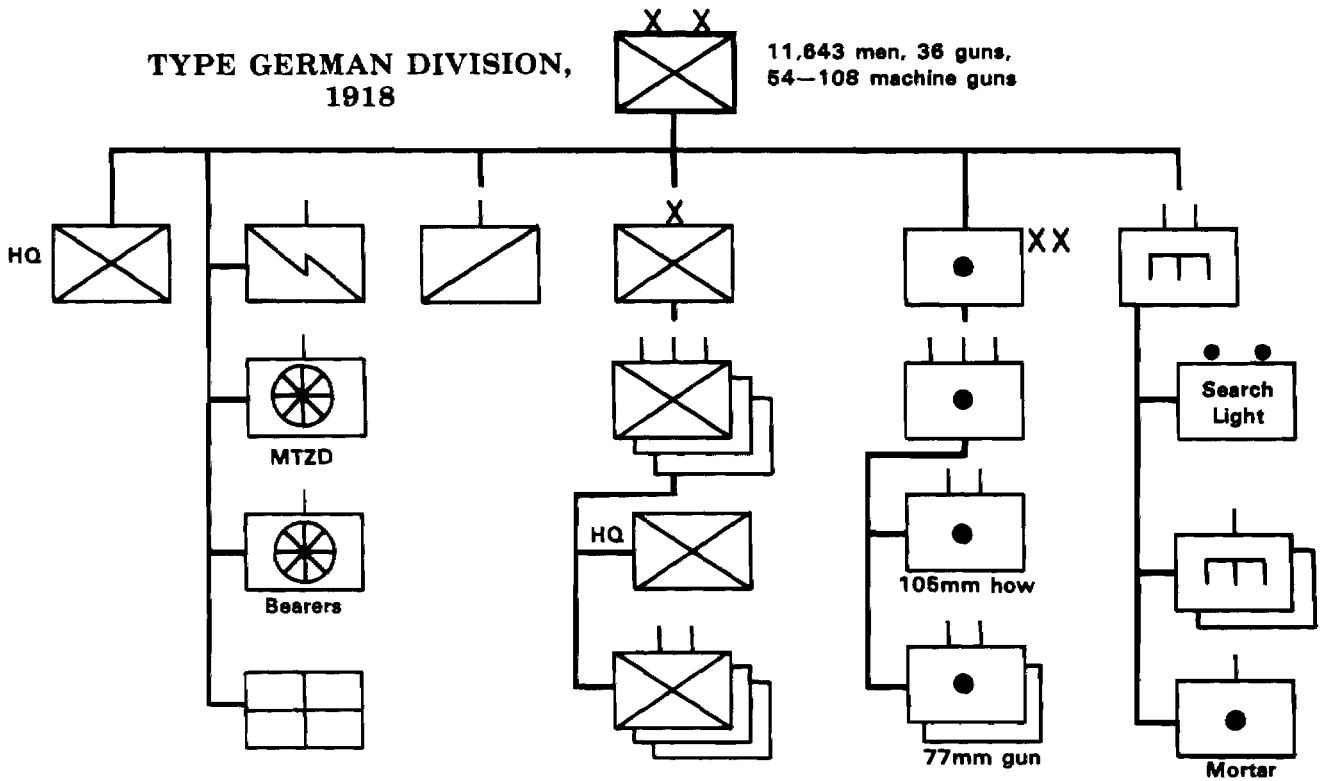 TYPE GERMAN DIVISION,
1918
X X
11,643 men, 36 guns,
54—108 machine guns
HQ
X
XX
Search
Light
MTZD
HQ
105mm how
Bearers
77mm gun
Mortar